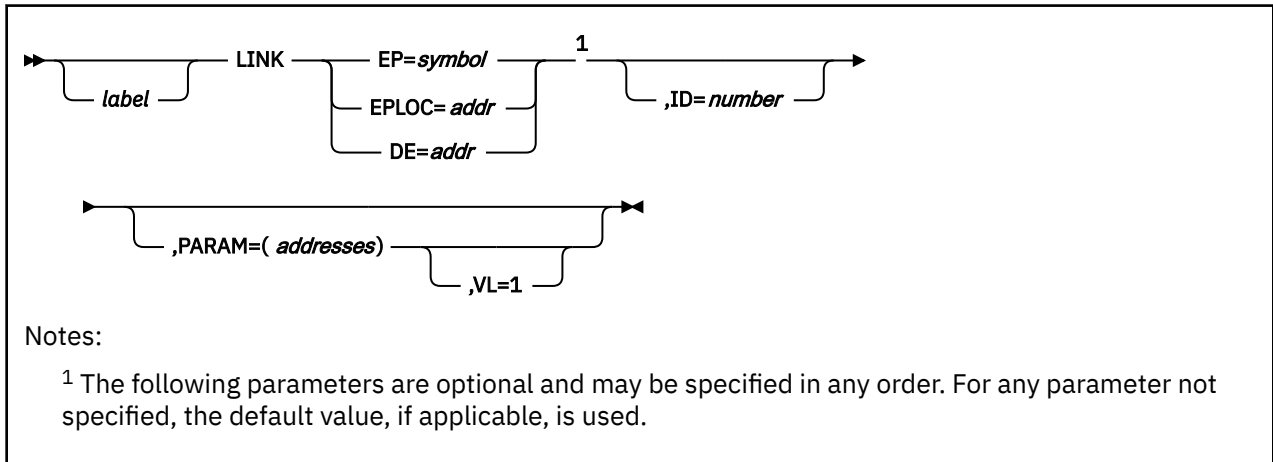 1
LINK EP=symbol
label ,ID=number
EPLOC= addr
DE=addr
,PARAM=( addresses)
,VL=1
Notes:
1 The following parameters are optional and may be specified in any order. For any parameter not
specified, the default value, if applicable, is used.